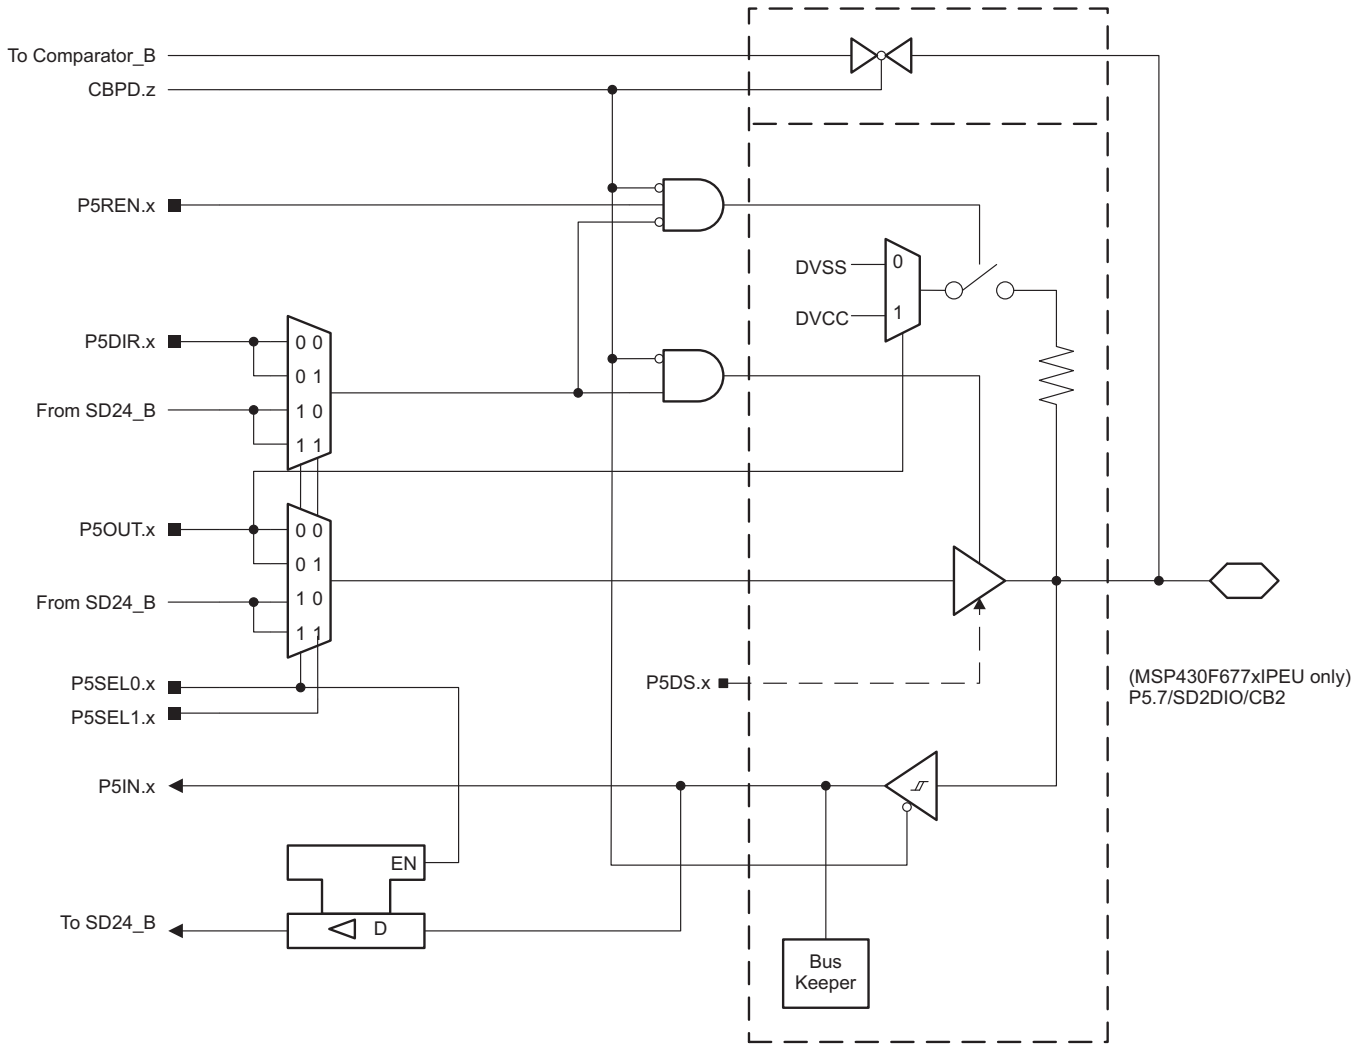 To Comparator_B
CBPD.z
P5REN.x
DVSS
0
DVCC
1
P5DIR.x
0 0
0 1
From SD24_B
1 0
1 1
P5OUT.x
0 0
0 1
From SD24_B
1 0
1 1
P5SEL0.x
P5SEL1.x
P5DS.x
(MSP430F677xIPEU only)
P5.7/SD2DIO/CB2
P5IN.x
EN
To SD24_B
D
Bus
Keeper